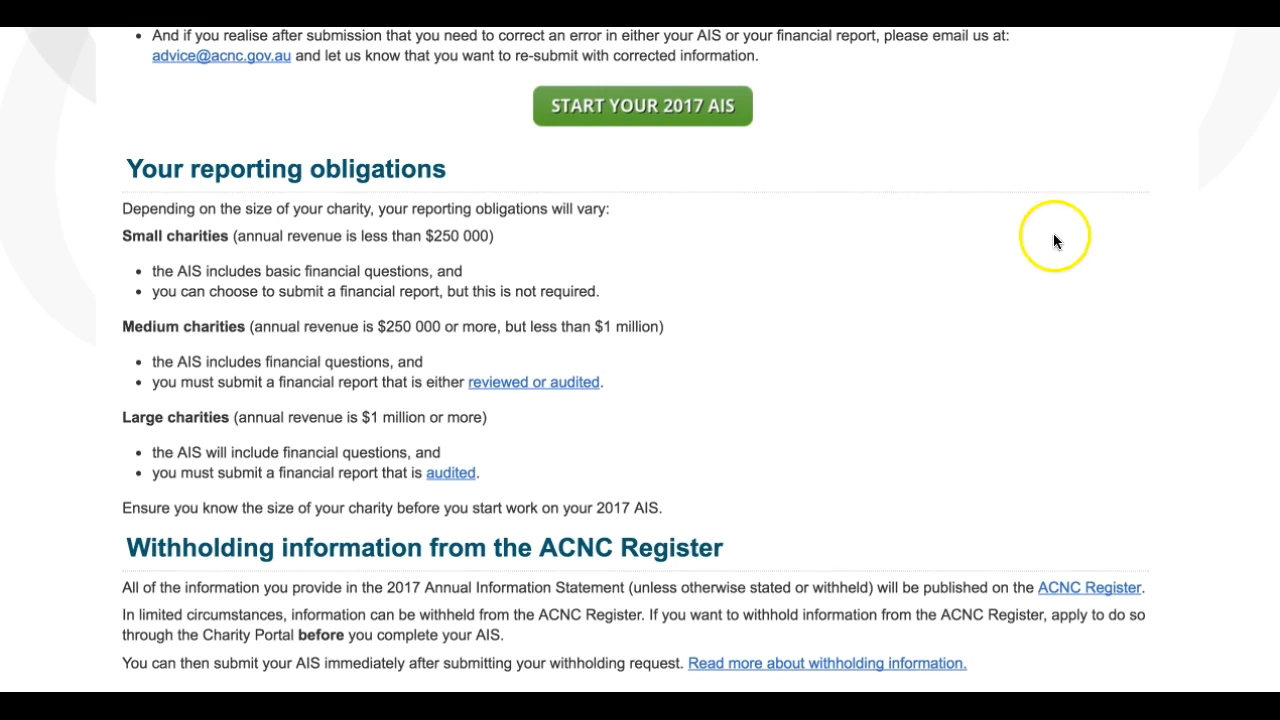 And if you realise after submission that you need to correct an error in either your AIS or your financial report, please email us at:
advice@acnc.gov.au and let us know that you want to re-submit with corrected information.
START YOUR 2017 AIS
Your reporting obligations
Depending on the size of your charity, your reporting obligations will vary:
Small charities (annual revenue is less than $250 000)
the AIS includes basic financial questions, and
you can choose to submit a financial report, but this is not required.
Medium charities (annual revenue is $250 000 or more, but less than $1 million)
the AIS includes financial questions, and
you must submit a financial report that is either reviewed or audited.
Large charities (annual revenue is $1 million or more)
the AIS will include financial questions, and
you must submit a financial report that is audited.
Ensure you know the size of your charity before you start work on your 2017 AIS.
Withholding information from the ACNC Register
All of the information you provide in the 2017 Annual Information Statement (unless otherwise stated or withheld) will be published on the ACNC Register.
In limited circumstances, information can be withheld from the ACNC Register. If you want to withhold information from the ACNC Register, apply to do so
through the Charity Portal before you complete your AIS.
You can then submit your AIS immediately after submitting your withholding request. Read more about withholding information.